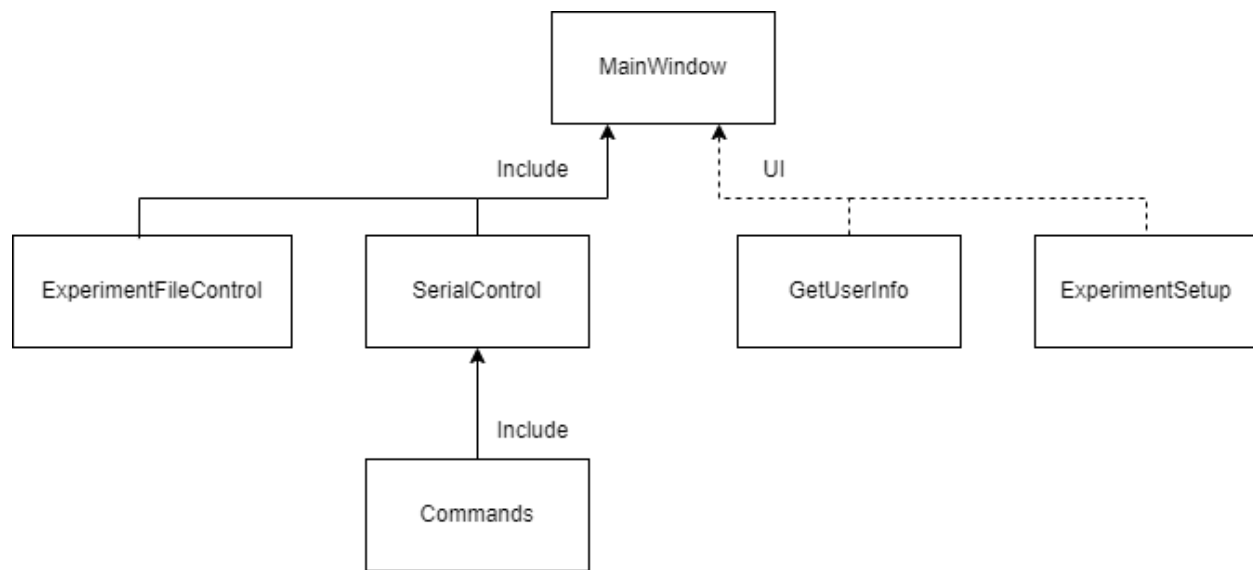 MainWindow
Include
UI
ExperimentFileControl
SerialControl
GetUserInfo
ExperimentSetup
Include
Commands